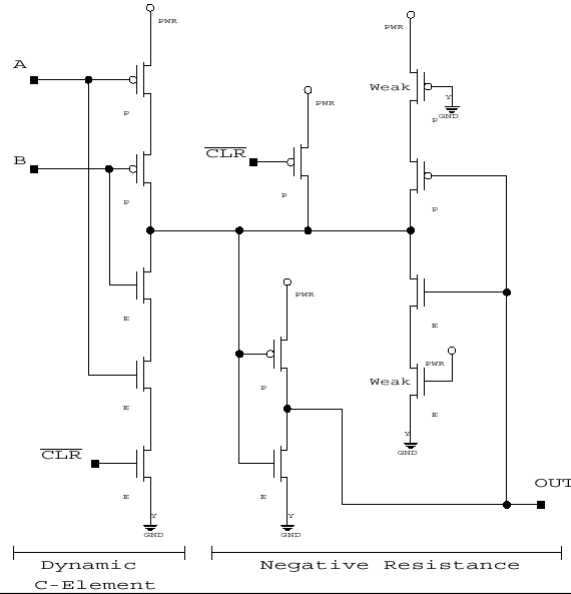 PWR
PWR
A
Weak
Y
GND
P
P
PWR
B
CLR
P
P
P
PWR
E
E
P
PWR
Weak
E
E
Y
GND
CLR
E
E
OUT
Y
GND
Y
GND
Dynamic
C-Element
Negative Resistance